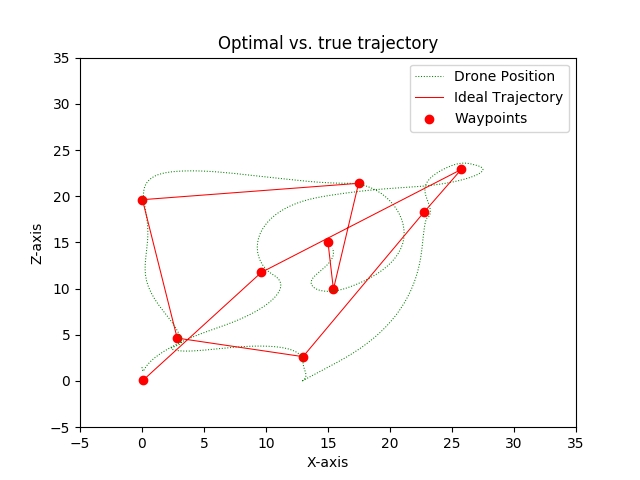 Optimal vs. true trajectory
Drone Position
Ideal Trajectory
Waypoints
Z-axis
35
30
25
20
15
10
5
0
−5
−5 0 5 10 15 20 25 30 35
X-axis